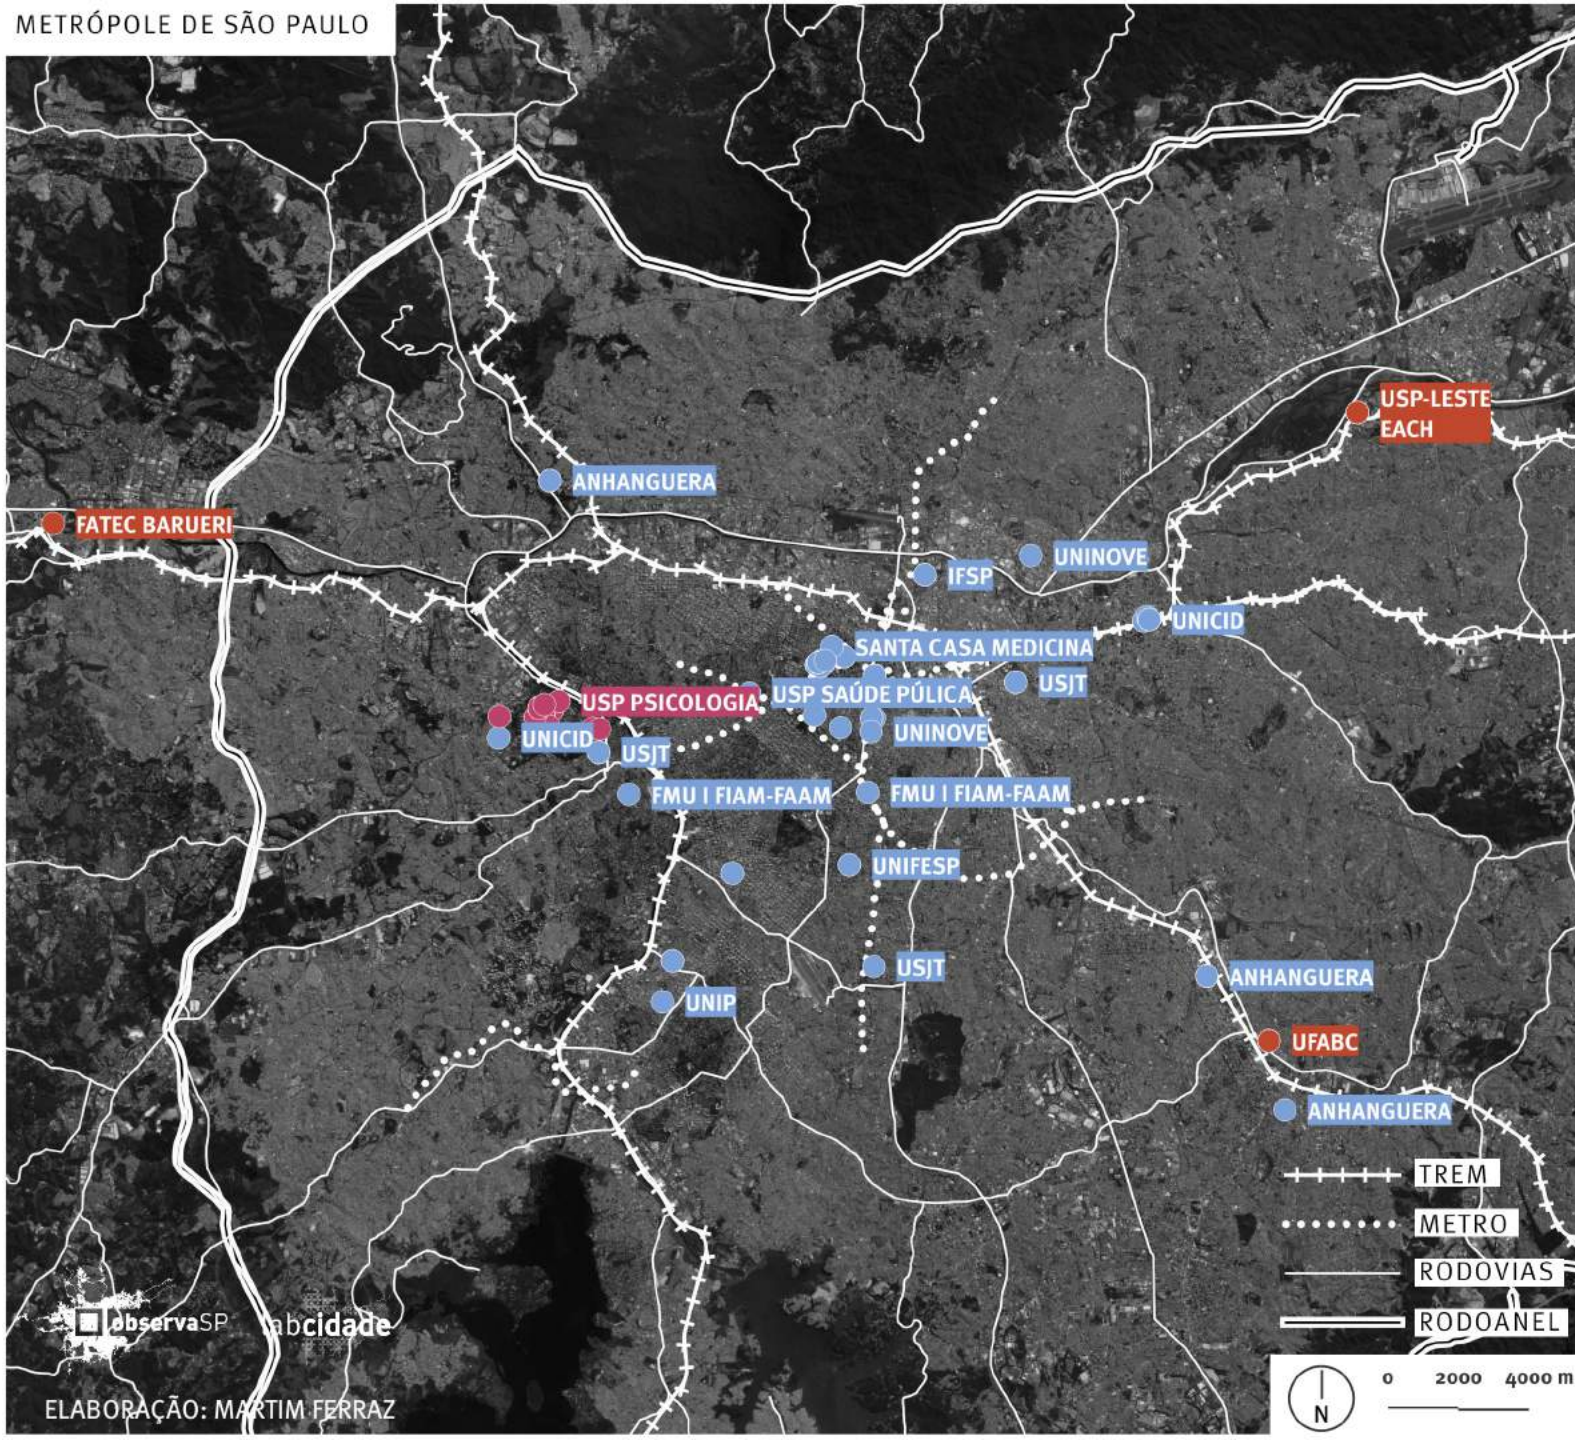 METRÓPOLE DE SÃO PAULO
USP-LESTE
EACH
ANHANGUERA
FATEC BARUERI
UNINOVE
IFSP
UNICID
SANTA CASA MEDICINA
USJT
USP SAÚDE PÚLICA
USP PSICOLOGIA
UNINOVE
UNICID
USJT
FMU | FIAM-FAAM
FMU | FIAM-FAAM
UNIFESP
USJT
ANHANGUERA
UNIP
UFABC
ANHANGUERA
TREM
METRO
RODOVIAS
RODOANEL
observaSP
labcidade
0 2000 4000 m
N
ELABORAÇÃO: MARTIM FERRAZ